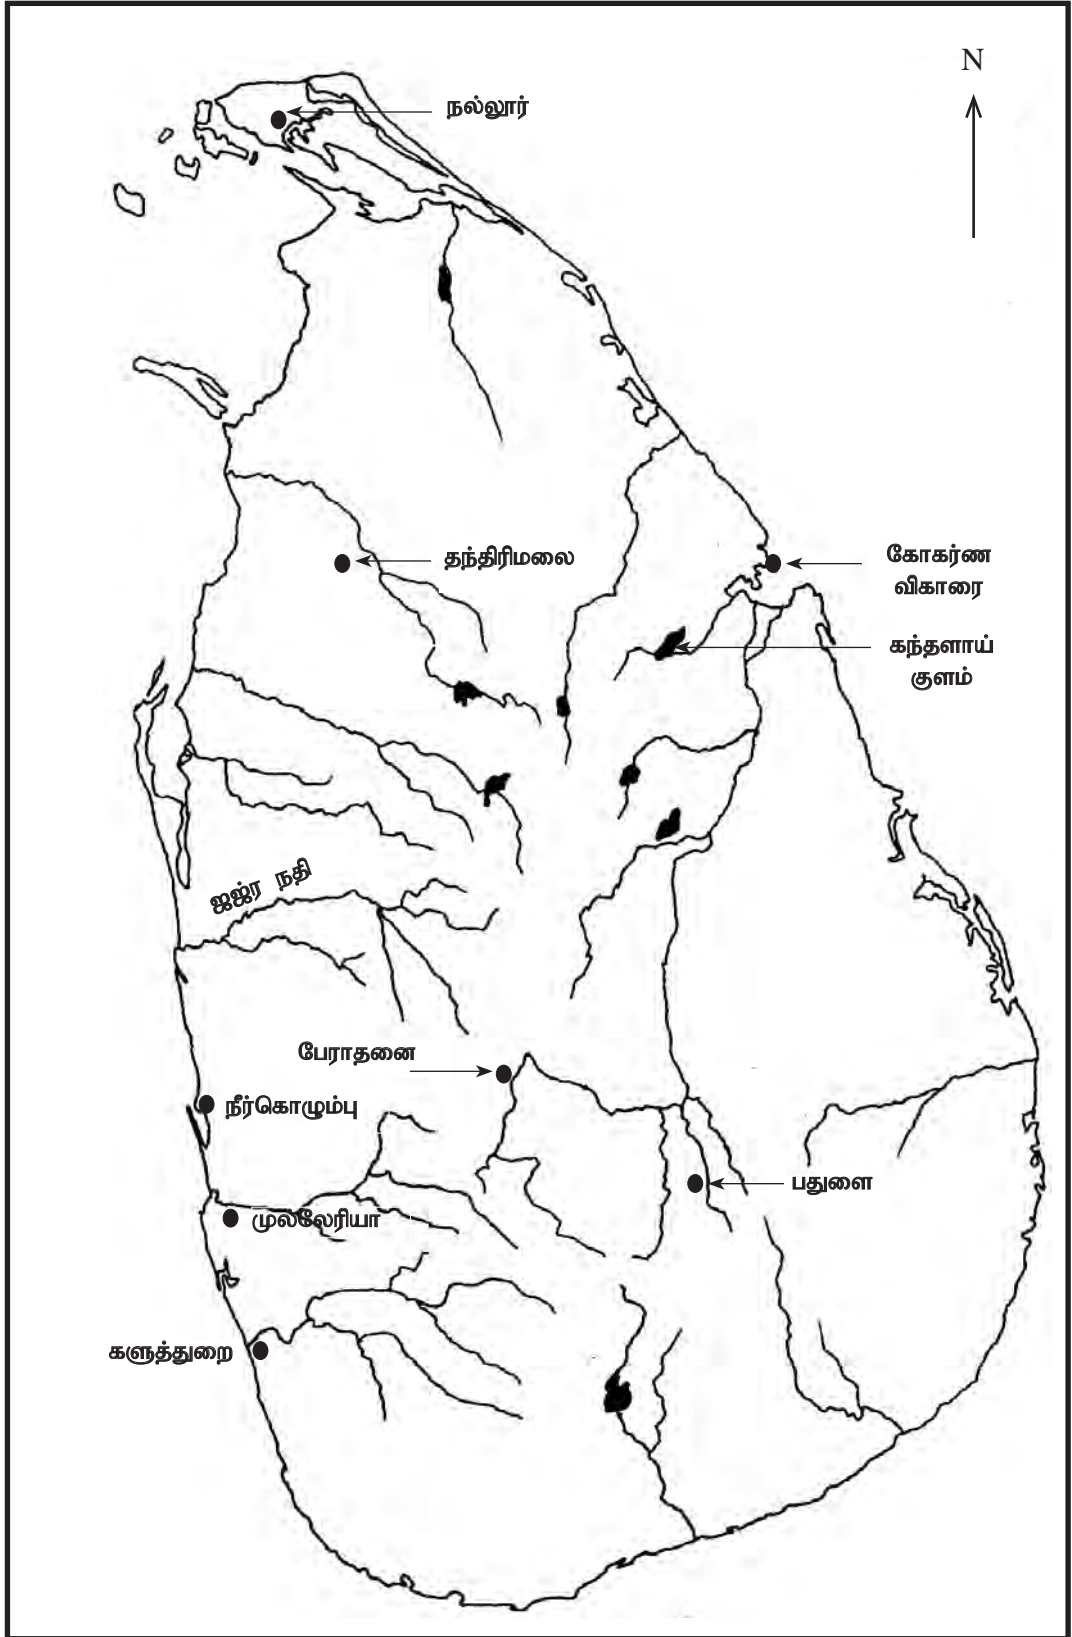 N
நல்லூர்
தந்திரிமலை
கோகர்ண
விகாரை
கந்தளாய்
குளம்
ஜஜ்ர நதி
பேராதனை
நீர்கொழும்பு
பதுளை
முல்லேரியா
களுத்துறை